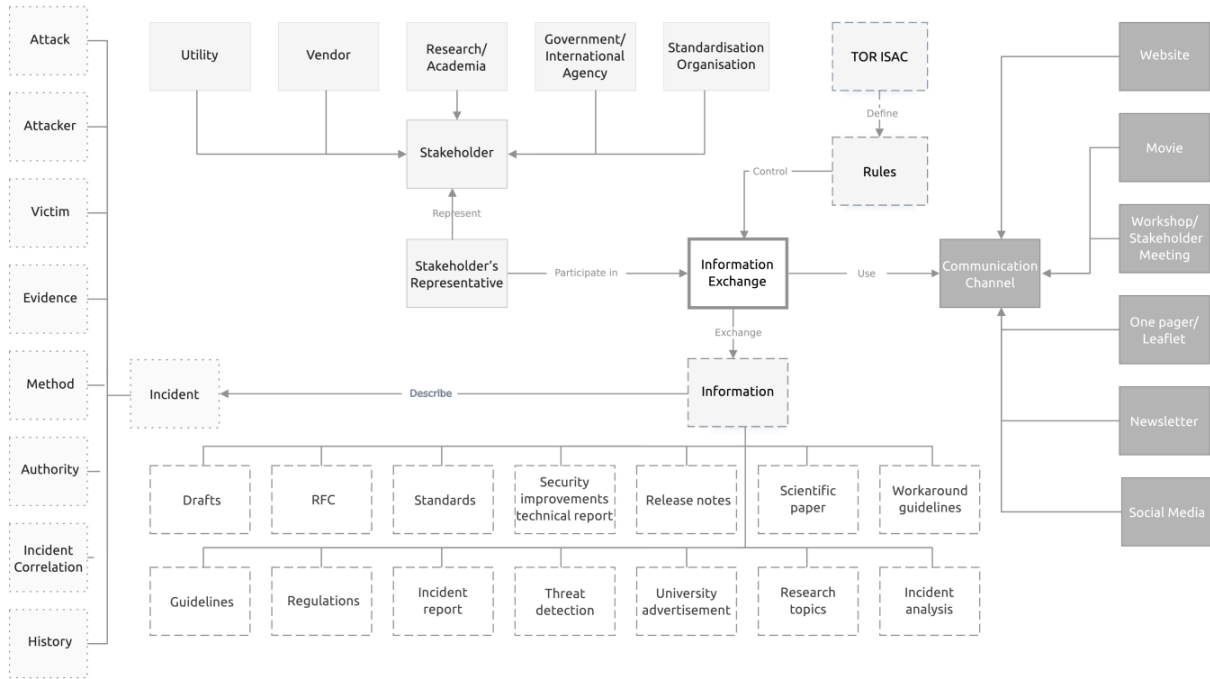 Attack
Attacker
Victim
Evidence
Method
Authority
Incident
Correlation
History
Utility
Vendor
Research/
Academia
Government/
International
Agency
Standardisation
Organisation
TOR ISAC
Define
Rules
Control
Stakeholder
Represent
Stakeholder's
Representative
Participate in
Information
Exchange
Use
Communication
Channel
Exchange
Information
Describe
Incident
Drafts
RFC
Standards
Security
improvements
technical report
Release notes
Scientific
paper
Workaround
guidelines
Guidelines
Regulations
Incident
report
Threat
detection
University
advertisement
Research
topics
Incident
analysis
Website
Movie
Workshop/
Stakeholder
Meeting
One pager/
Leaflet
Newsletter
Social Media